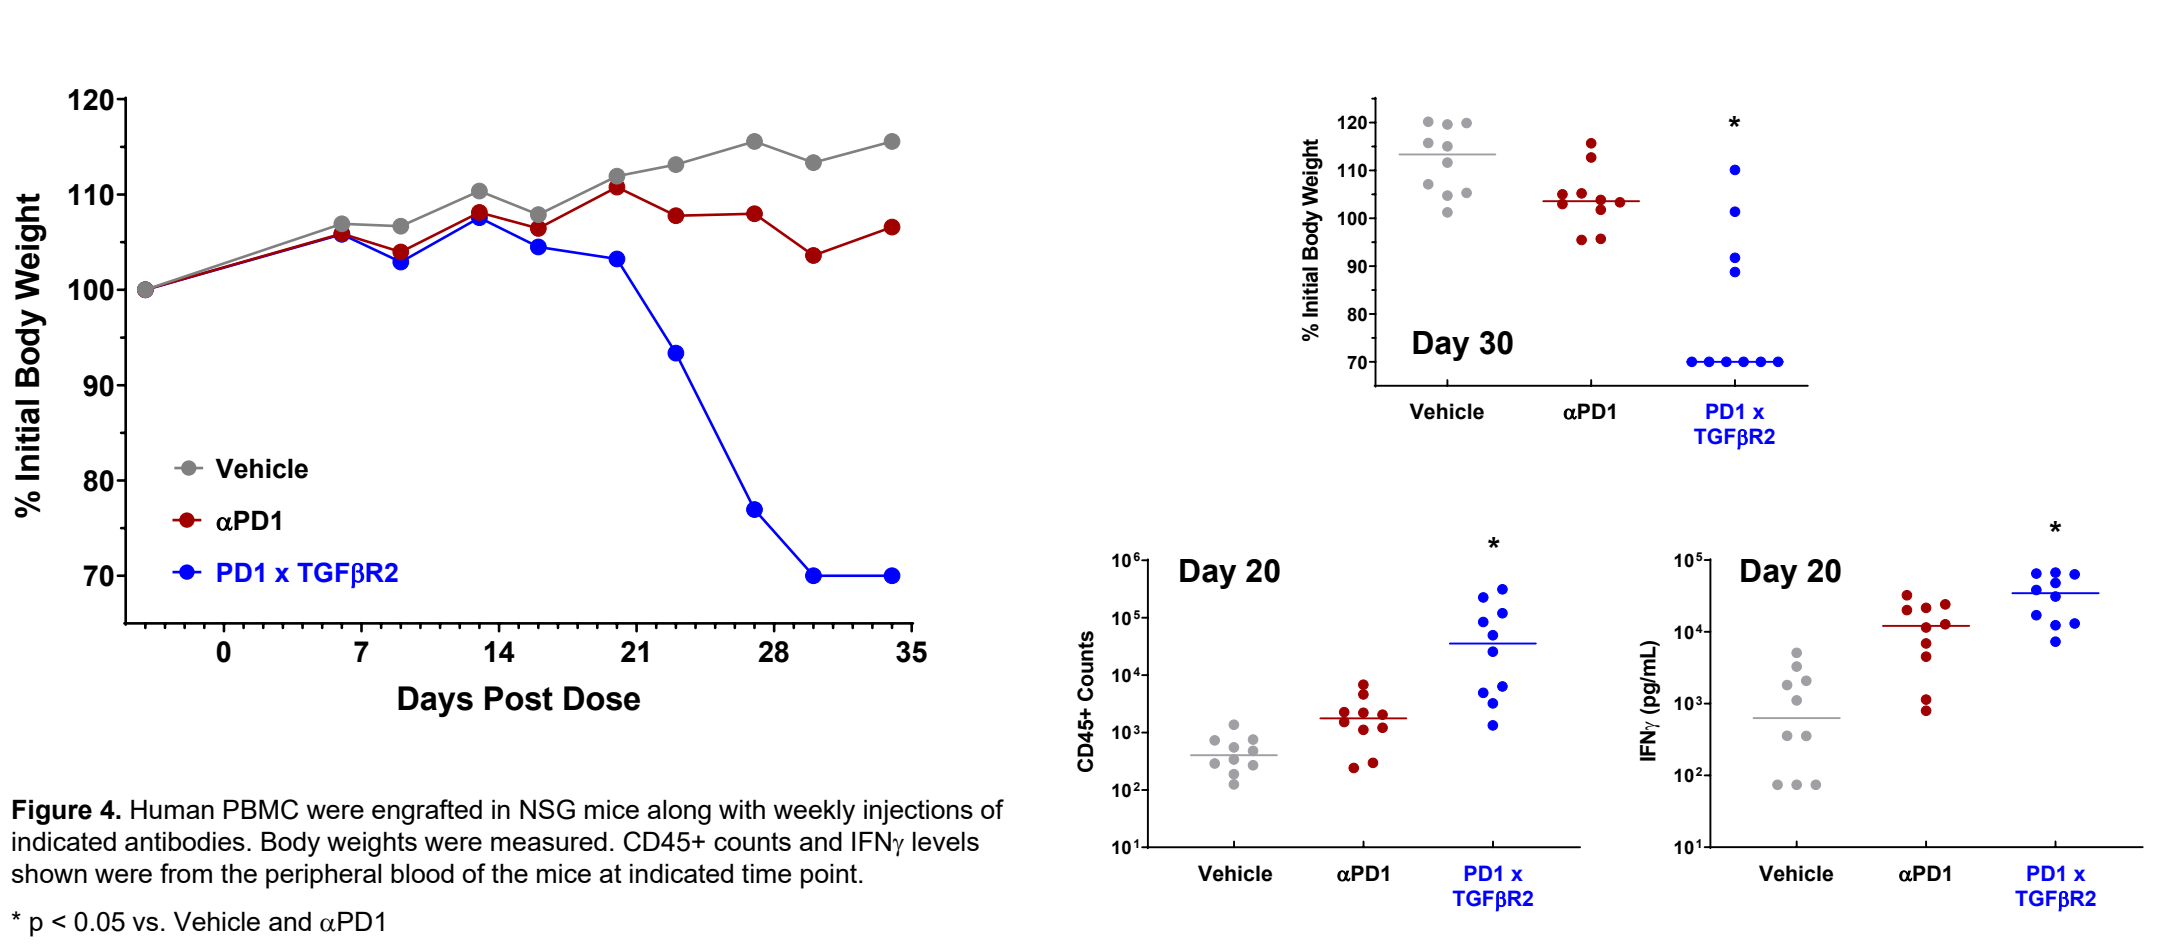 120
110
100
90
80
70
% Initial Body Weight
Vehicle
αPD1
PD1 x TGFβR2
0 7 14 21 28 35
Days Post Dose
120
110
100
90
80
70
% Initial Body Weight
*
Day 30
Vehicle αPD1 PD1 x
TGFβR2
10⁶
10⁵
10⁴
10³
10²
10¹
CD45+ Counts
Day 20
*
Vehicle αPD1 PD1 x
TGFβR2
10⁵
10⁴
10³
10²
10¹
IFNγ (pg/mL)
Day 20
*
Vehicle αPD1 PD1 x
TGFβR2
Figure 4. Human PBMC were engrafted in NSG mice along with weekly injections of
indicated antibodies. Body weights were measured. CD45+ counts and IFNγ levels
shown were from the peripheral blood of the mice at indicated time point.
* p < 0.05 vs. Vehicle and αPD1